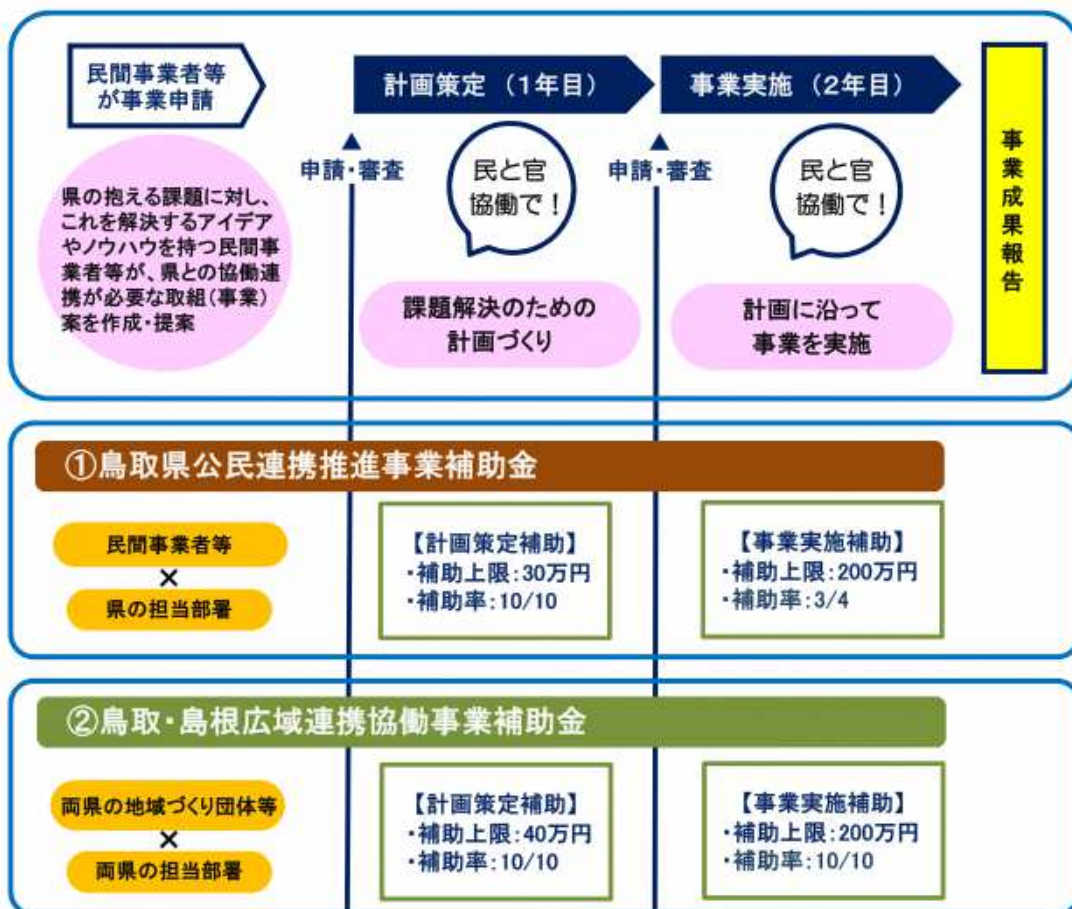 民間事業者等
が事業申請
計画策定（1年目）
事業実施（2年目）
申請・審査
民と官
協働で！
申請・審査
民と官
協働で！
県の抱える課題に対し、
これを解決するアイデア
やノウハウを持つ民間事
業者等が、県との協働連
携が必要な取組（事業）
案を作成・提案
課題解決のための
計画づくり
計画に沿って
事業を実施
事業成果報告
①鳥取県公民連携推進事業補助金
民間事業者等
×
県の担当部署
【計画策定補助】
・補助上限：30万円
・補助率：10/10
【事業実施補助】
・補助上限：200万円
・補助率：3/4
②鳥取・島根広域連携協働事業補助金
両県の地域づくり団体等
×
両県の担当部署
【計画策定補助】
・補助上限：40万円
・補助率：10/10
【事業実施補助】
・補助上限：200万円
・補助率：10/10